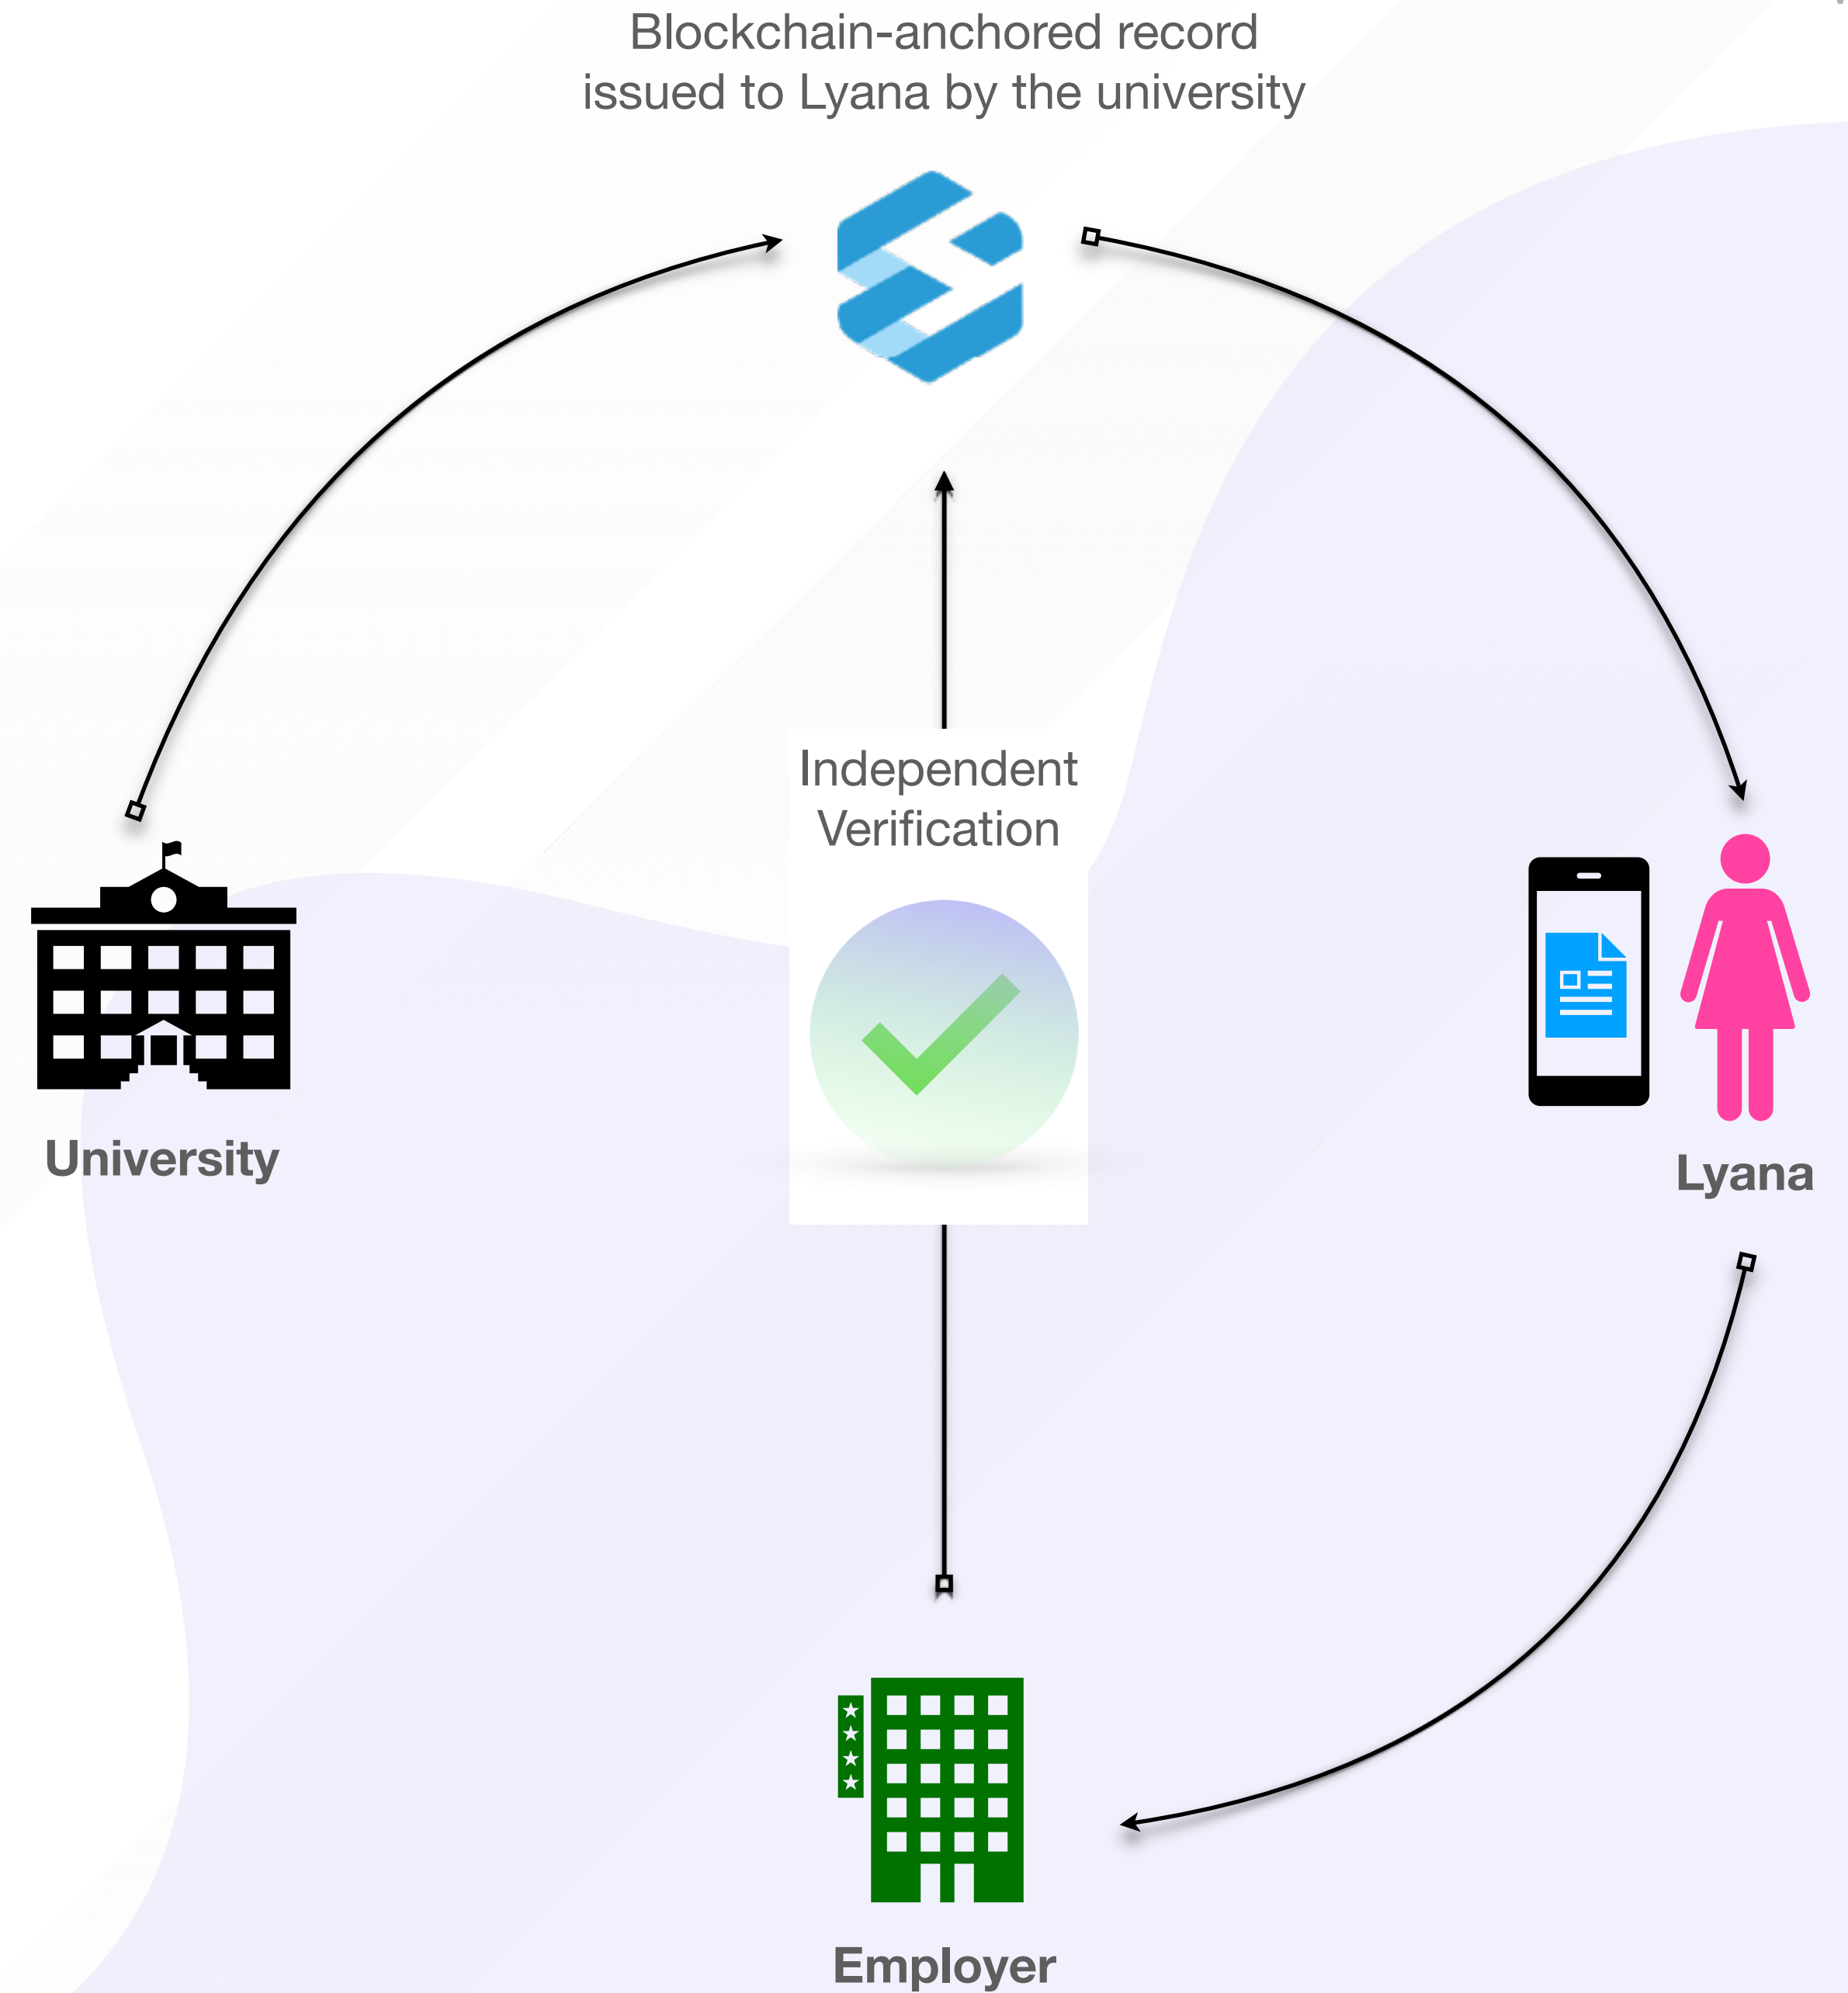 Blockchain-anchored record
issued to Lyana by the university
Independent
Verification
University
Lyana
Employer